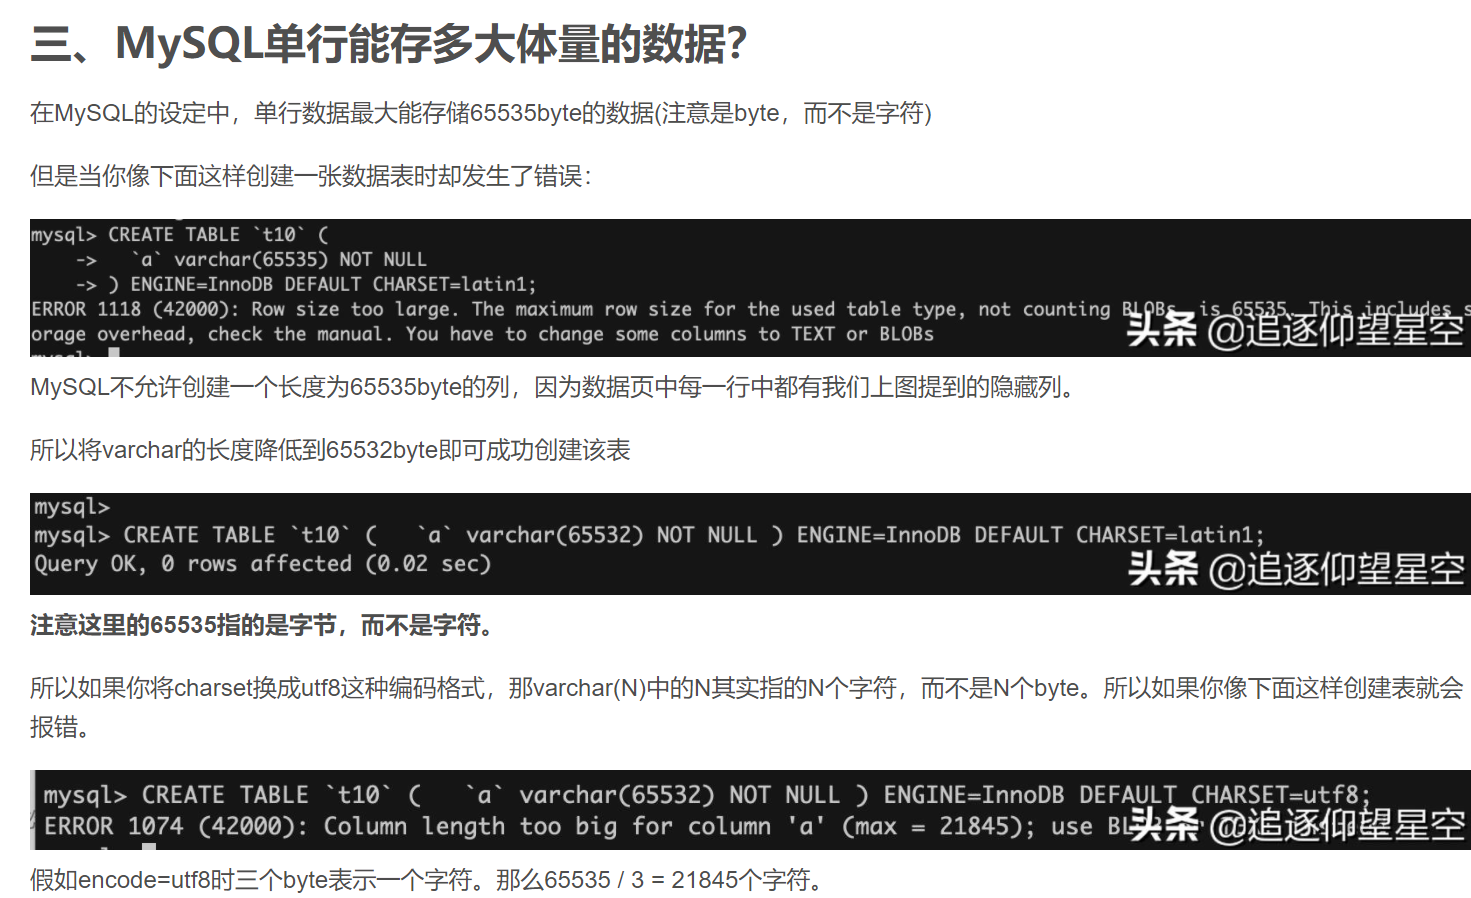 三、MySQL单行能存多大体量的数据？
在MySQL的设定中，单行数据最大能存储65535byte的数据(注意是byte，而不是字符)
但是当你像下面这样创建一张数据表时却发生了错误：
mysql> CREATE TABLE `t10` (
    ->   `a` varchar(65535) NOT NULL
    -> ) ENGINE=InnoDB DEFAULT CHARSET=latin1;
ERROR 1118 (42000): Row size too large. The maximum row size for the used table type, not counting BLOBs, is 65535. This includes s
orage overhead, check the manual. You have to change some columns to TEXT or BLOBs
头条 @追逐仰望星空
mysql>
MySQL不允许创建一个长度为65535byte的列，因为数据页中每一行中都有我们上图提到的隐藏列。
所以将varchar的长度降低到65532byte即可成功创建该表
mysql>
mysql> CREATE TABLE `t10` (   `a` varchar(65532) NOT NULL ) ENGINE=InnoDB DEFAULT CHARSET=latin1;
Query OK, 0 rows affected (0.02 sec)
头条 @追逐仰望星空
注意这里的65535指的是字节，而不是字符。
所以如果你将charset换成utf8这种编码格式，那varchar(N)中的N其实指的N个字符，而不是N个byte。所以如果你像下面这样创建表就会
报错。
mysql> CREATE TABLE `t10` (   `a` varchar(65532) NOT NULL ) ENGINE=InnoDB DEFAULT CHARSET=utf8;
ERROR 1074 (42000): Column length too big for column 'a' (max = 21845); use
头条 @追逐仰望星空
假如encode=utf8时三个byte表示一个字符。那么65535 / 3 = 21845个字符。